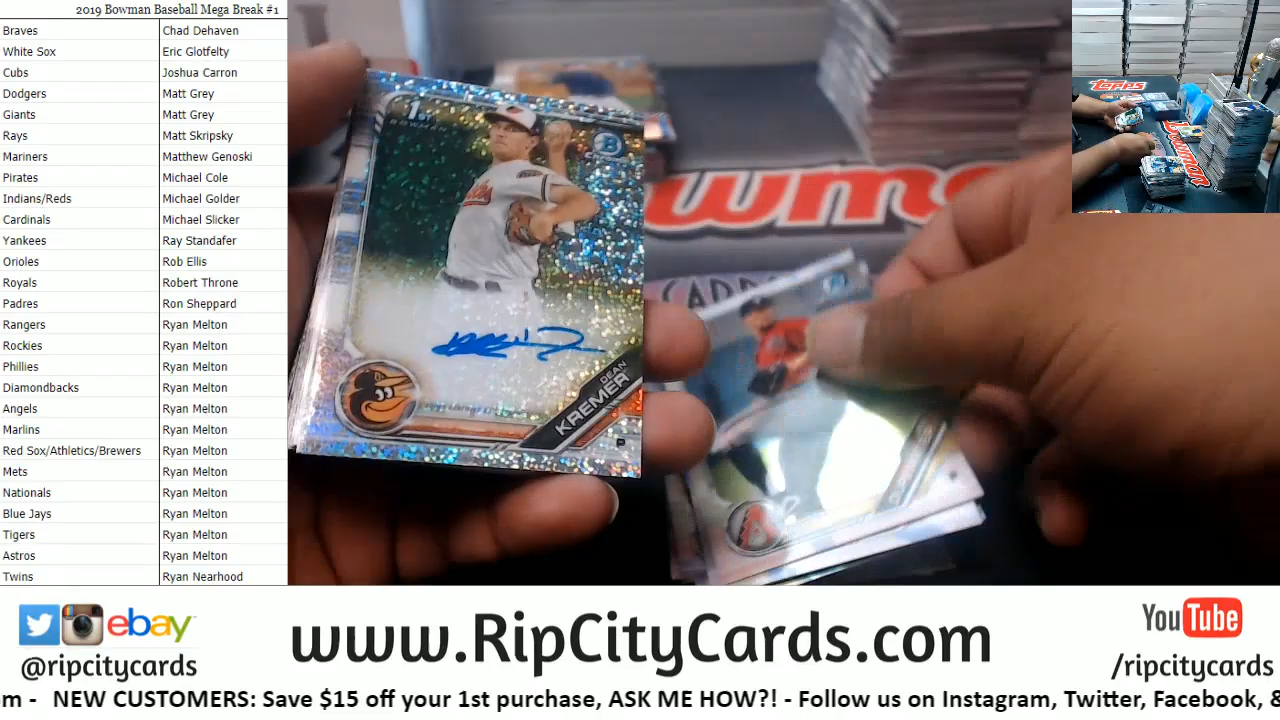 2019 Bowman Baseball Mega Break #1
Braves Chad Dehaven
White Sox Eric Glotfelty
Cubs Joshua Carron
Dodgers Matt Grey
Giants Matt Grey
Rays Matt Skripsky
Mariners Matthew Genoski
Pirates Michael Cole
Indians/Reds Michael Golder
Cardinals Michael Slicker
Yankees Ray Standafer
Orioles Rob Ellis
Royals Robert Throne
Padres Ron Sheppard
Rangers Ryan Melton
Rockies Ryan Melton
Phillies Ryan Melton
Diamondbacks Ryan Melton
Angels Ryan Melton
Marlins Ryan Melton
Red Sox/Athletics/Brewers Ryan Melton
Mets Ryan Melton
Nationals Ryan Melton
Blue Jays Ryan Melton
Tigers Ryan Melton
Astros Ryan Melton
Twins Ryan Nearhood
1ST
BOWMAN
B
DEAN
KREMER
P
owma
CARDS
Topps
Bowman
ebay
@ripcitycards
www.RipCityCards.com
YouTube
/ripcitycards
om - NEW CUSTOMERS: Save $15 off your 1st purchase, ASK ME HOW?! - Follow us on Instagram, Twitter, Facebook, &